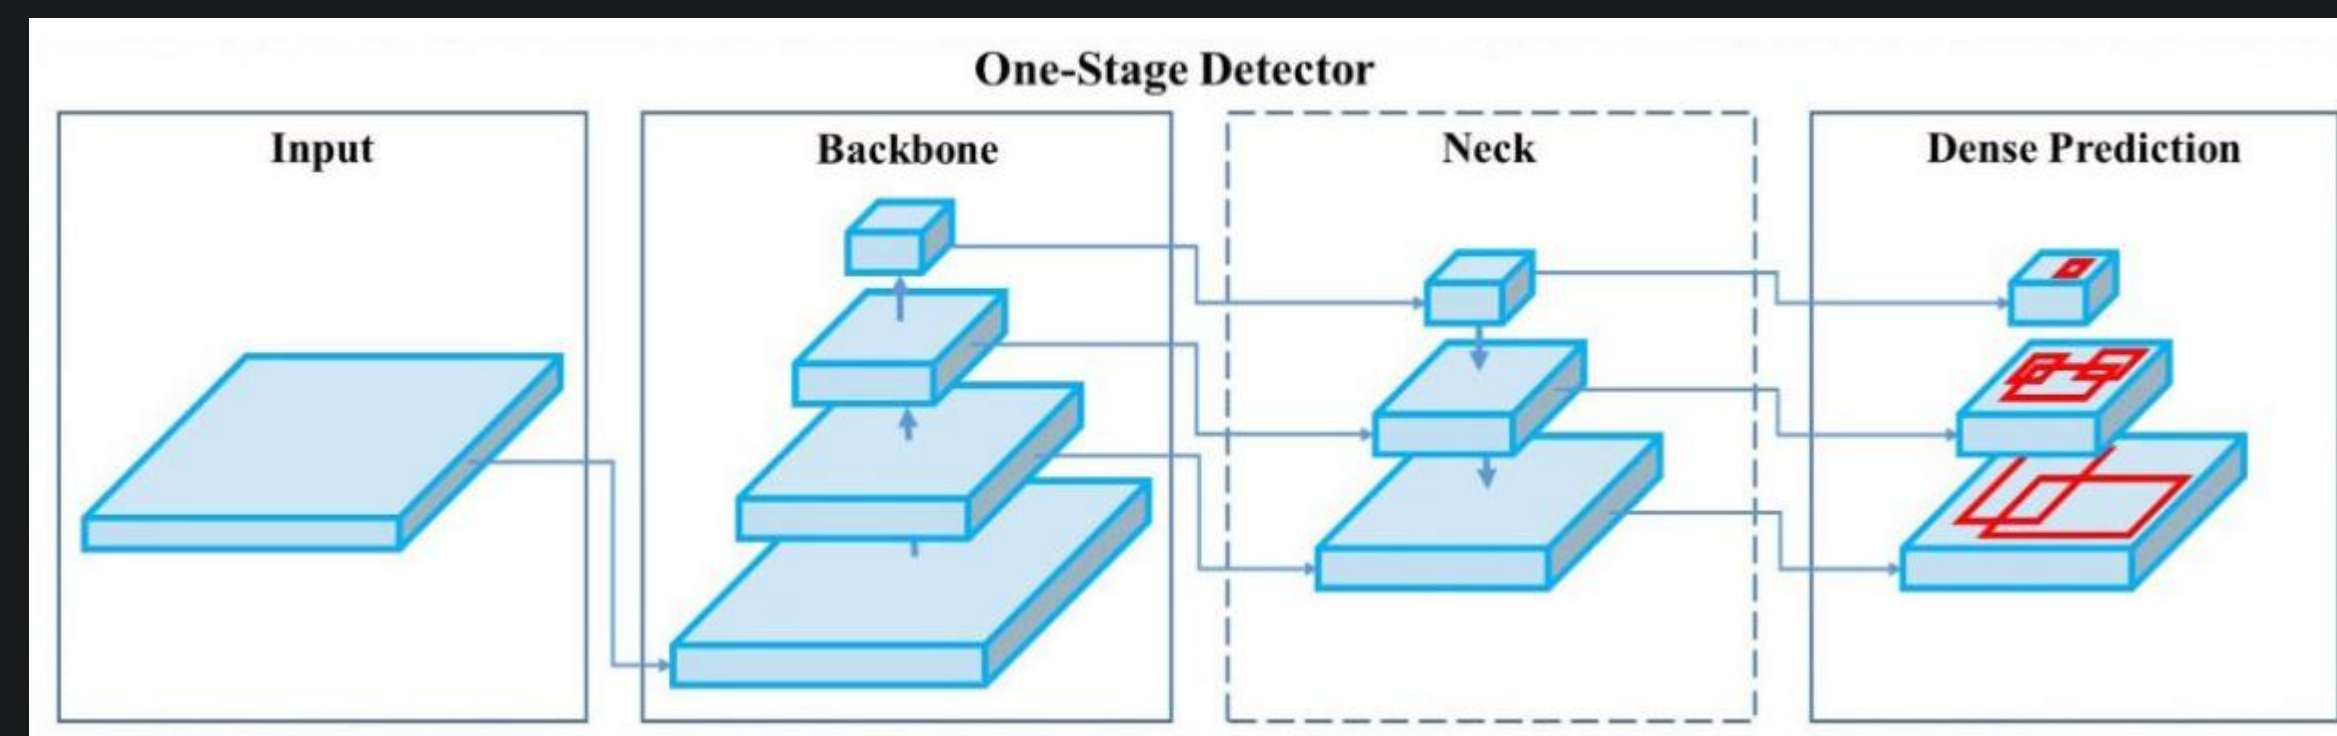 One-Stage Detector
Input
Backbone
Neck
Dense Prediction